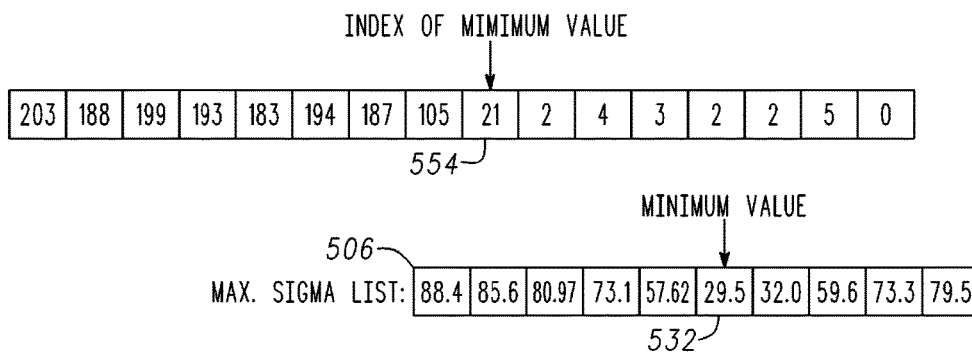 INDEX OF MIMIMUM VALUE
203 188 199 193 183 194 187 105 21 2 4 3 2 2 5 0
554
MINIMUM VALUE
506
MAX. SIGMA LIST: 88.4 85.6 80.97 73.1 57.62 29.5 32.0 59.6 73.3 79.5
532